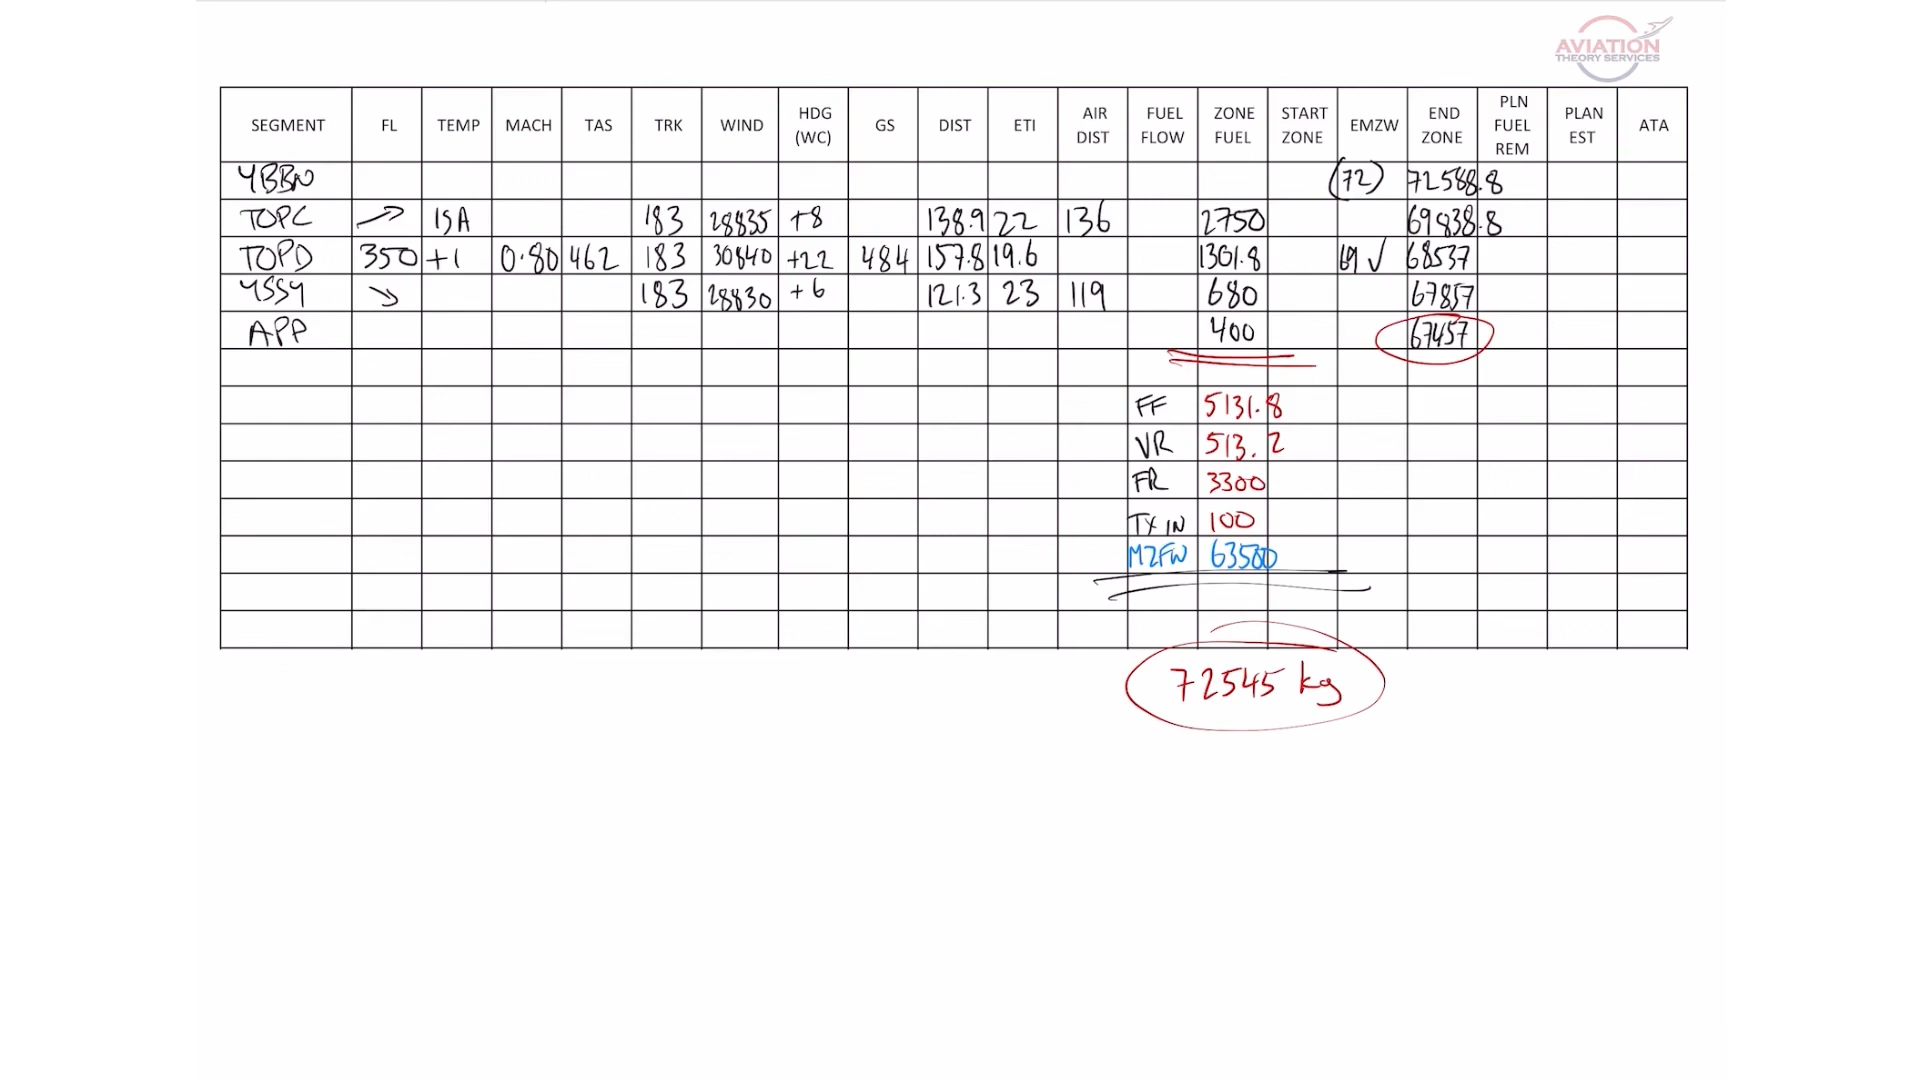 AVIATION
THEORY SERVICES
SEGMENT FL TEMP MACH TAS TRK WIND HDG (WC) GS DIST ETI AIR DIST FUEL FLOW ZONE FUEL START ZONE EMZW END ZONE PLN FUEL REM PLAN EST ATA
YBBN (72) 72588.8
TOPC ISA 183 28835 +8 138.9 22 136 2750 69838.8
TOPD 350 +1 0.80 462 183 30840 +22 484 157.8 19.6 1301.8 69 ✓ 68537
YSSY 183 28830 +6 121.3 23 119 680 67857
APP 400 67457
FF 5131.8
VR 513.2
FR 3300
TX IN 100
MZFW 63500
72545 kg